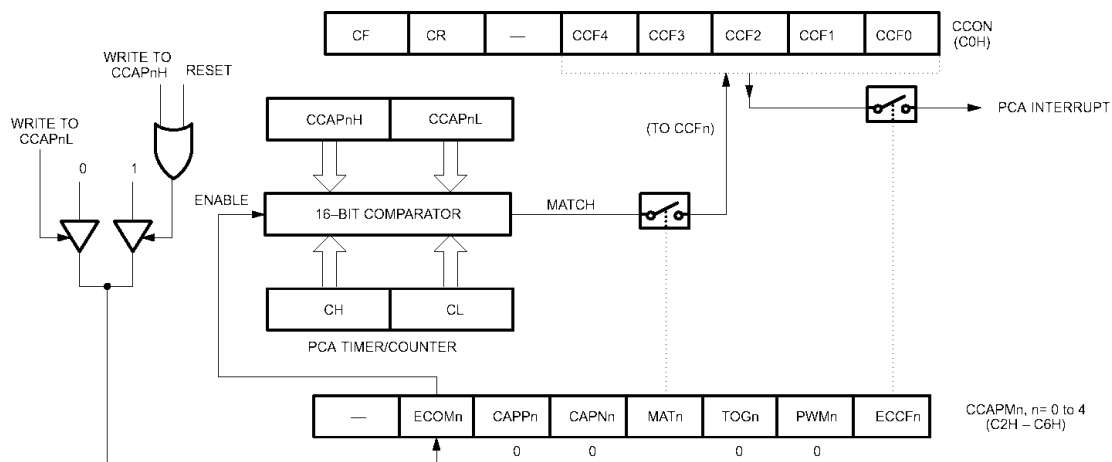 CF CR — CCF4 CCF3 CCF2 CCF1 CCF0
CCON
(C0H)
WRITE TO
CCAPnH
RESET
WRITE TO
CCAPnL
0
1
CCAPnH CCAPnL
(TO CCFn)
PCA INTERRUPT
ENABLE
16–BIT COMPARATOR
MATCH
CH CL
PCA TIMER/COUNTER
— ECOMn CAPPn CAPNn MATn TOGn PWMn ECCFn
CCAPMn, n= 0 to 4
(C2H – C6H)
0 0 0 0